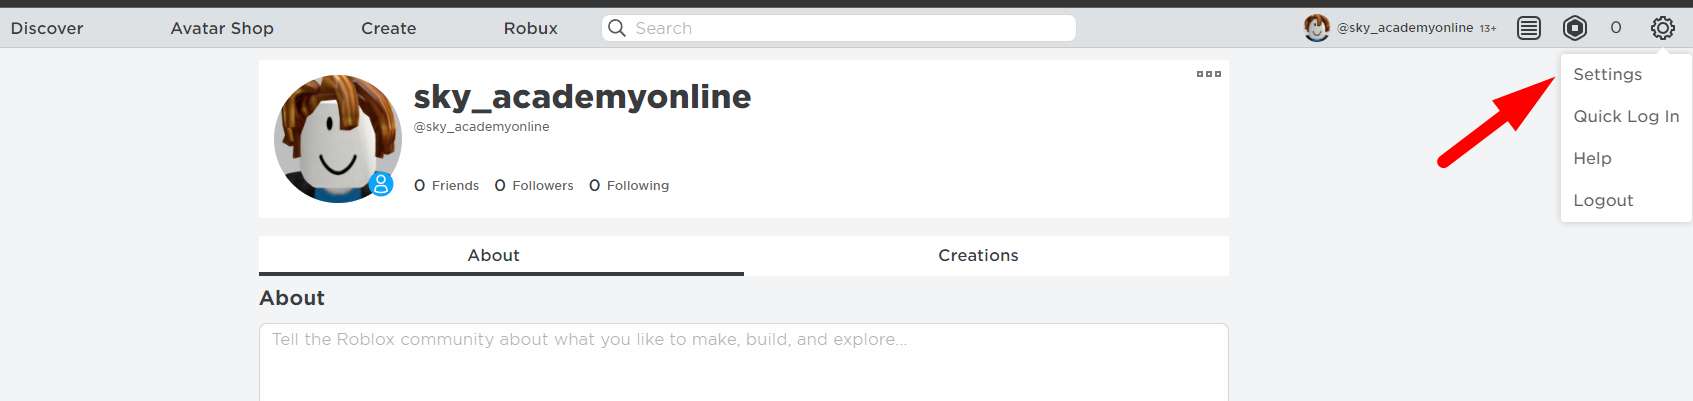 Discover Avatar Shop Create Robux Search @sky_academyonline 13+ 0
Settings
Quick Log In
Help
Logout
sky_academyonline
@sky_academyonline
0 Friends 0 Followers 0 Following
About Creations
About
Tell the Roblox community about what you like to make, build, and explore...